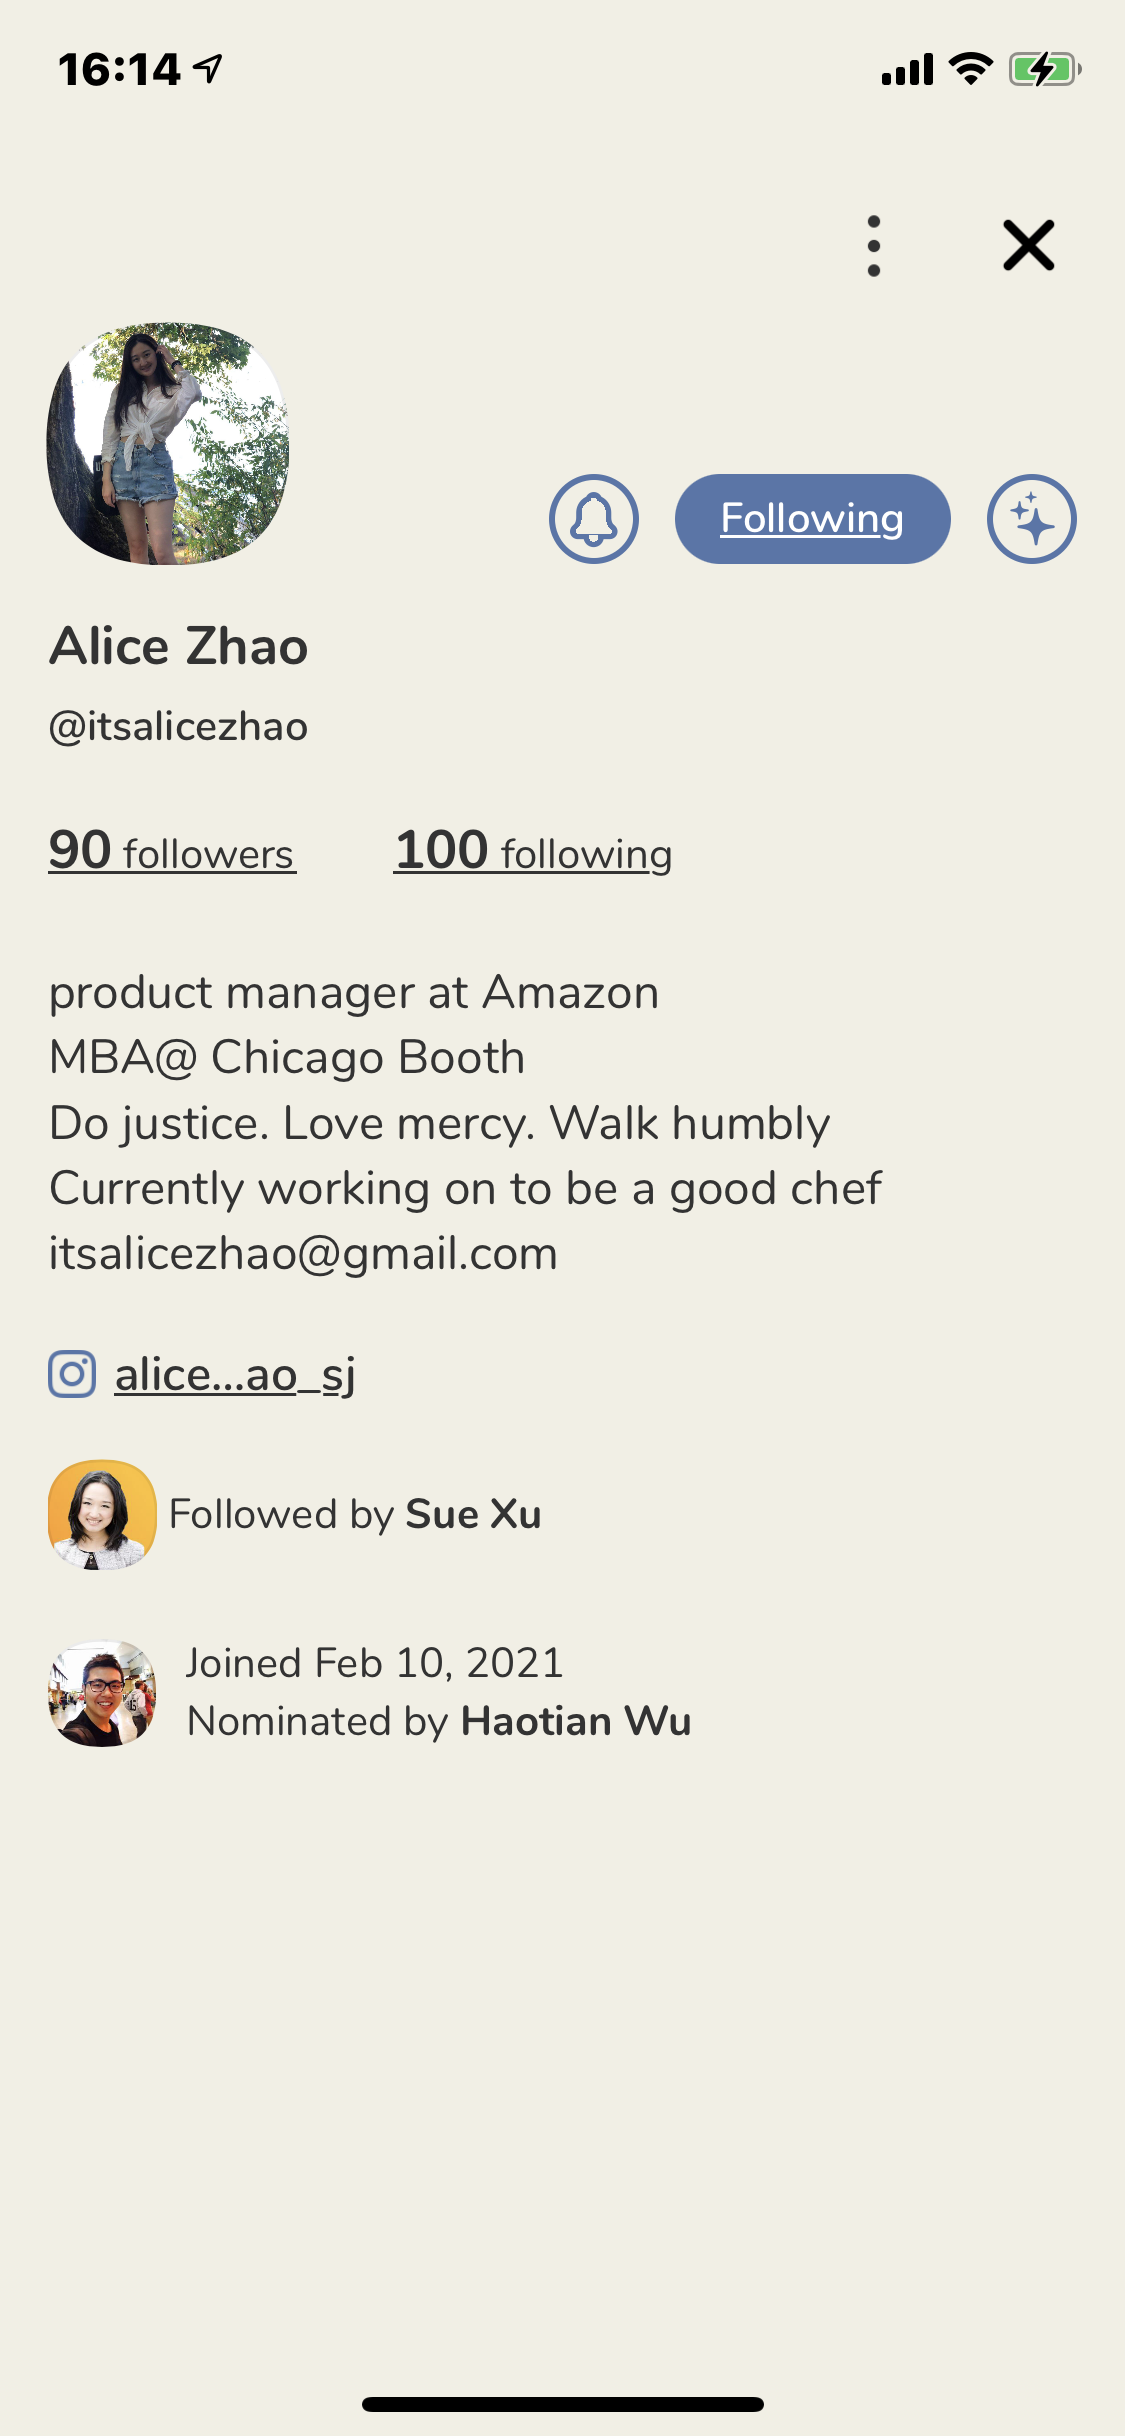 16:14
Following
Alice Zhao
@itsalicezhao
90 followers 100 following
product manager at Amazon
MBA@ Chicago Booth
Do justice. Love mercy. Walk humbly
Currently working on to be a good chef
itsalicezhao@gmail.com
alice...ao_sj
Followed by Sue Xu
Joined Feb 10, 2021
Nominated by Haotian Wu